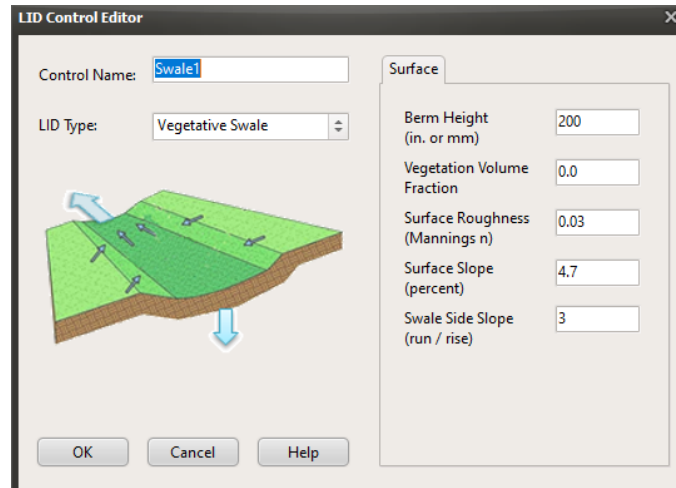 LID Control Editor
Control Name: Swale1
LID Type: Vegetative Swale
Surface
Berm Height
(in. or mm) 200
Vegetation Volume
Fraction 0.0
Surface Roughness
(Mannings n) 0.03
Surface Slope
(percent) 4.7
Swale Side Slope
(run / rise) 3
OK Cancel Help